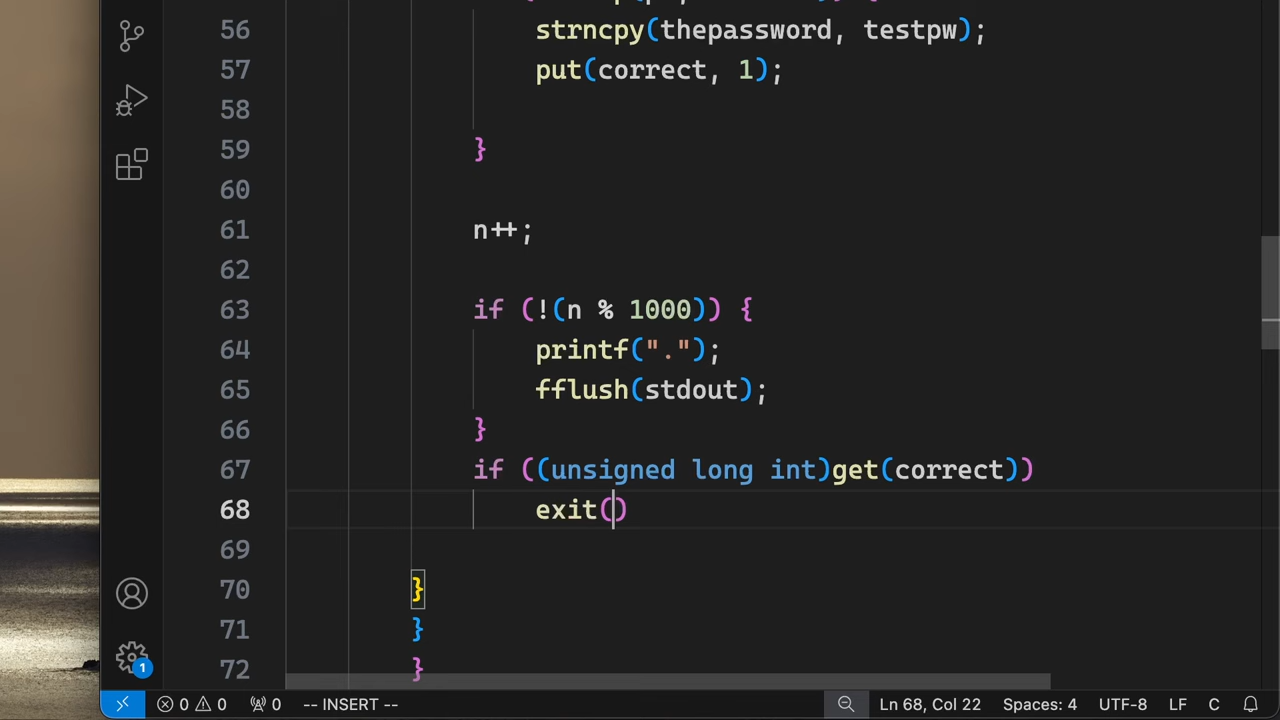 56 strncpy(thepassword, testpw);
57 put(correct, 1);
58
59 }
60
61 n++;
62
63 if (!(n % 1000)) {
64 printf(".");
65 fflush(stdout);
66 }
67 if ((unsigned long int)get(correct))
68 exit()
69
70 }
71 }
72 }
1
0 0 0 -- INSERT -- Ln 68, Col 22 Spaces: 4 UTF-8 LF C